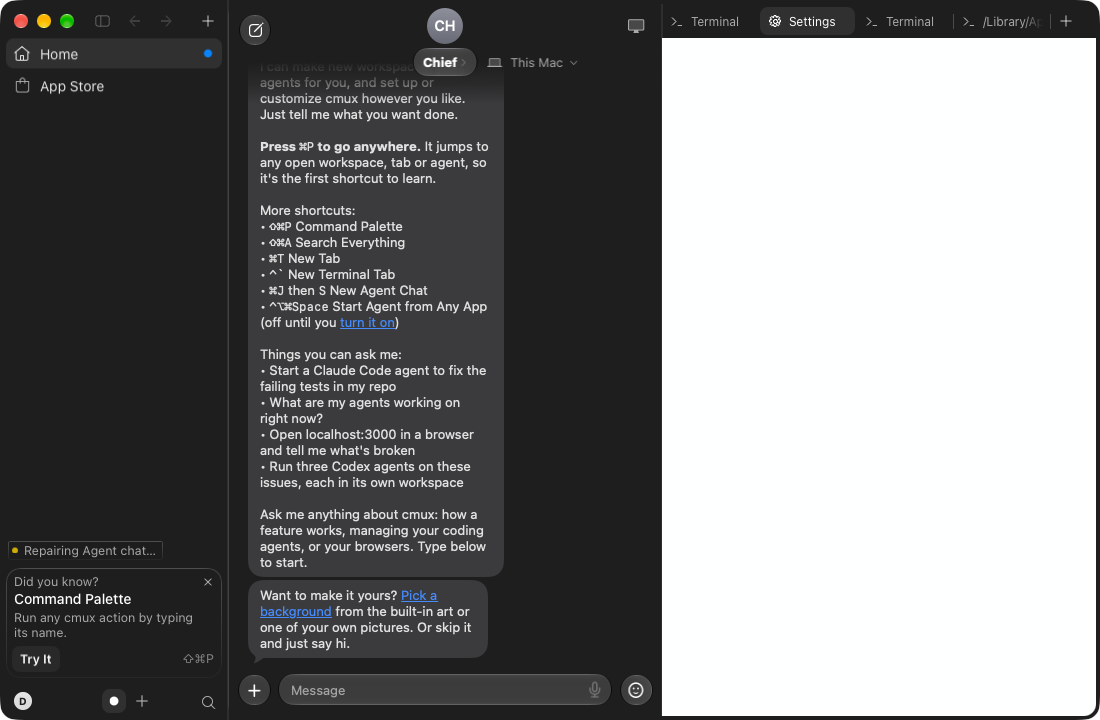 CH
>_ Terminal
Settings
>_ Terminal
>_ /Library/Ap
Home
Chief
This Mac
App Store
I can make new workspac
agents for you, and set up or
customize cmux however you like.
Just tell me what you want done.
Press ⌘P to go anywhere. It jumps to
any open workspace, tab or agent, so
it's the first shortcut to learn.
More shortcuts:
• ⇧⌘P Command Palette
• ⇧⌘A Search Everything
• ⌘T New Tab
• ^` New Terminal Tab
• ⌘J then S New Agent Chat
• ^⌥⌘Space Start Agent from Any App
(off until you turn it on)
Things you can ask me:
• Start a Claude Code agent to fix the
failing tests in my repo
• What are my agents working on
right now?
• Open localhost:3000 in a browser
and tell me what's broken
• Run three Codex agents on these
issues, each in its own workspace
Ask me anything about cmux: how a
feature works, managing your coding
agents, or your browsers. Type below
to start.
Want to make it yours? Pick a
background from the built-in art or
one of your own pictures. Or skip it
and just say hi.
Message
Repairing Agent chat...
Did you know?
Command Palette
Run any cmux action by typing
its name.
Try It
⇧⌘P
D